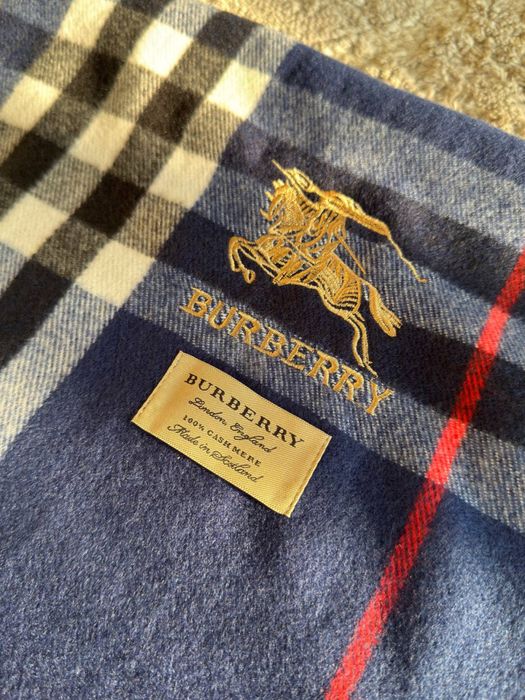 BURBERRY
BURBERRY
London, England
100% CASHMERE
Made in Scotland